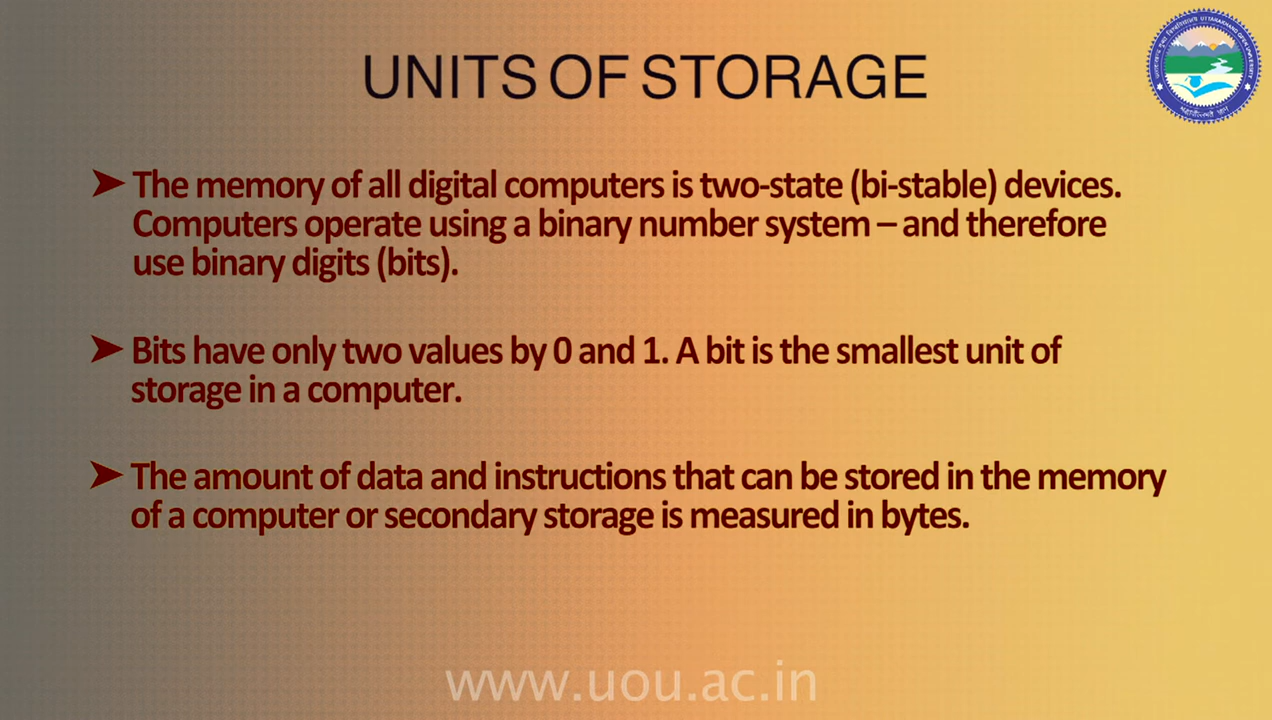 UNITS OF STORAGE
UTTARAKHAND OPEN UNIVERSITY
➤ The memory of all digital computers is two-state (bi-stable) devices.
Computers operate using a binary number system – and therefore
use binary digits (bits).
➤ Bits have only two values by 0 and 1. A bit is the smallest unit of
storage in a computer.
➤ The amount of data and instructions that can be stored in the memory
of a computer or secondary storage is measured in bytes.
www.uou.ac.in